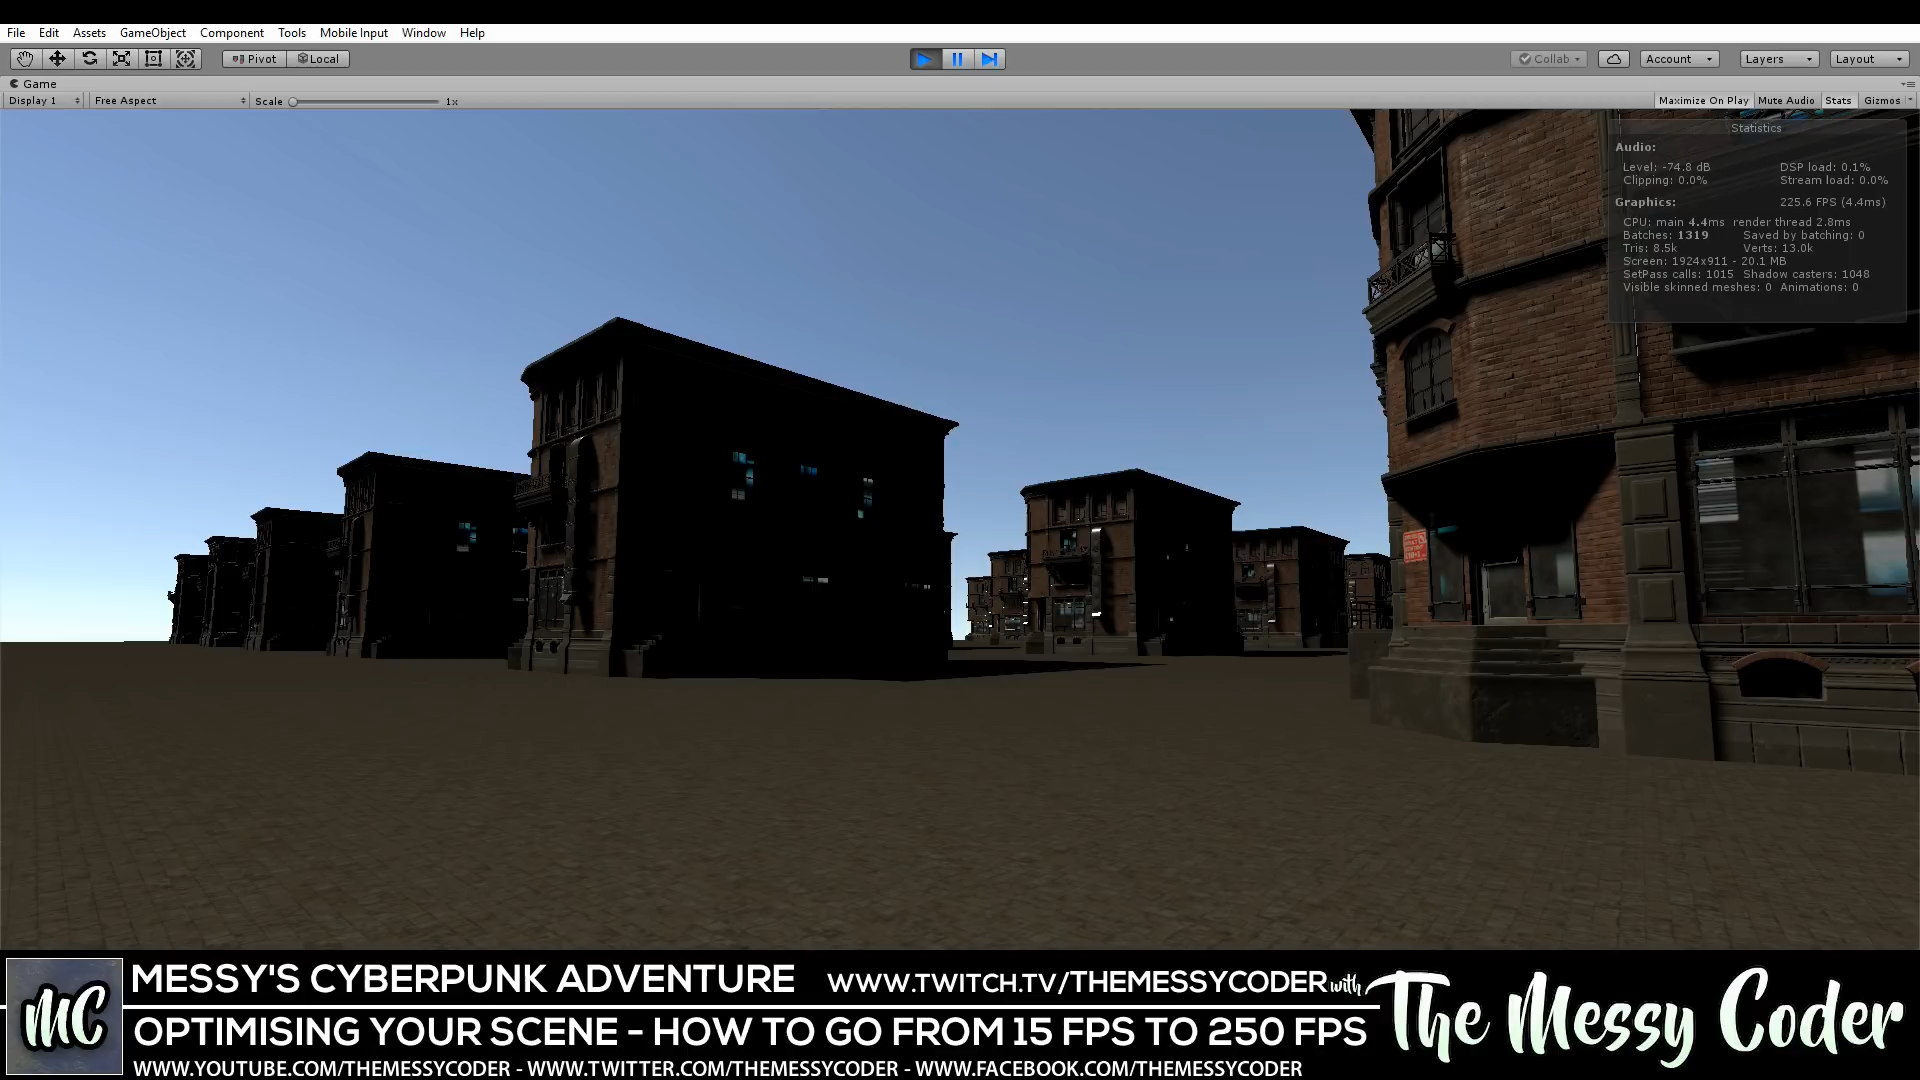 File Edit Assets GameObject Component Tools Mobile Input Window Help
Pivot Local Collab Account Layers Layout
Game
Display 1 Free Aspect Scale 1x Maximize On Play Mute Audio Stats Gizmos
Statistics
Audio:
Level: -74.8 dB DSP load: 0.1%
Clipping: 0.0% Stream load: 0.0%
Graphics: 225.6 FPS (4.4ms)
CPU: main 4.4ms render thread 2.8ms
Batches: 1319 Saved by batching: 0
Tris: 8.5k Verts: 13.0k
Screen: 1924x911 - 20.1 MB
SetPass calls: 1015 Shadow casters: 1048
Visible skinned meshes: 0 Animations: 0
MC
MESSY'S CYBERPUNK ADVENTURE WWW.TWITCH.TV/THEMESSYCODER with The Messy Coder
OPTIMISING YOUR SCENE - HOW TO GO FROM 15 FPS TO 250 FPS
WWW.YOUTUBE.COM/THEMESSYCODER - WWW.TWITTER.COM/THEMESSYCODER - WWW.FACEBOOK.COM/THEMESSYCODER